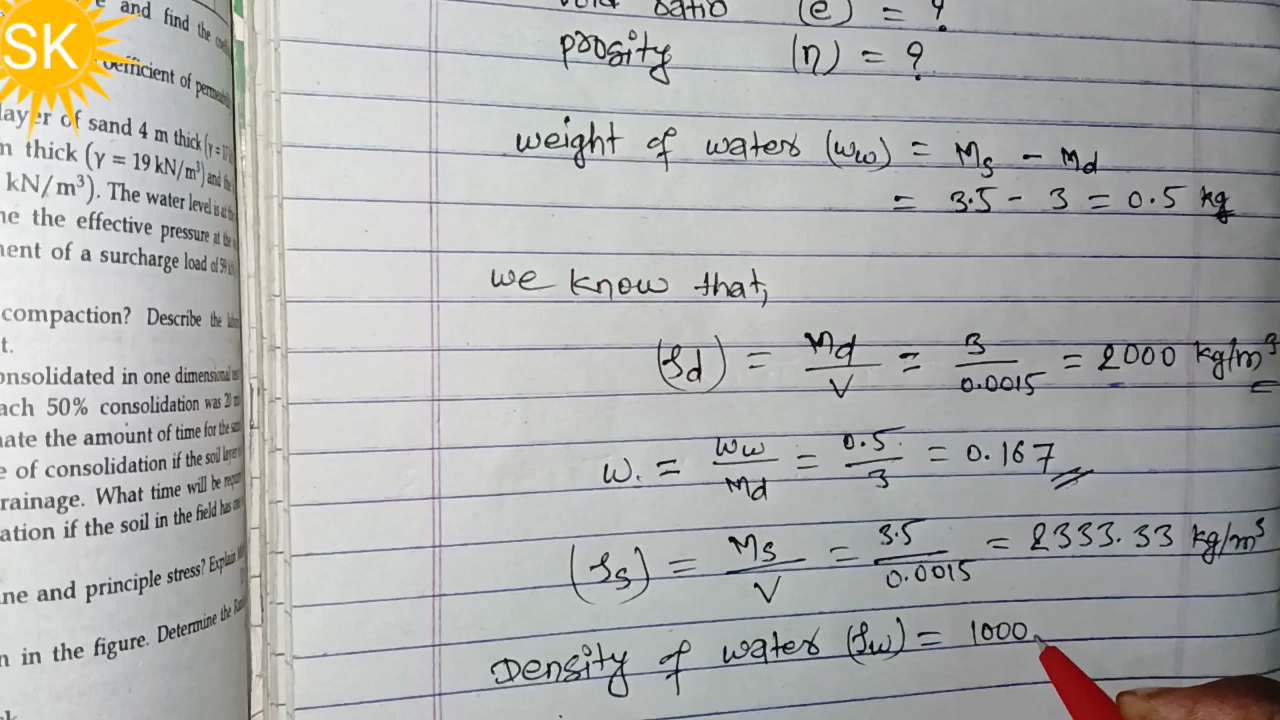 SK
and find the
oefficient of
layer of sand 4 m thick (γ =
m thick (γ = 19 kN/m³) and
kN/m³). The water level is at
ne the effective pressure at the
nent of a surcharge load of
compaction? Describe the
t.
onsolidated in one dimensional
ach 50% consolidation was 20
nate the amount of time for the
e of consolidation if the soil layer
rainage. What time will be
ation if the soil in the field has
ne and principle stress? Explain
n in the figure. Determine the
void ratio (e) = ?
prosity (η) = ?
weight of water (ww) = Ms - Md
= 3.5 - 3 = 0.5 kg
we know that,
(ρd) = Md / V = 3 / 0.0015 = 2000 kg/m³
w. = ww / Md = 0.5 / 3 = 0.167
(ρs) = Ms / V = 3.5 / 0.0015 = 2333.33 kg/m³
Density of water (ρw) = 1000